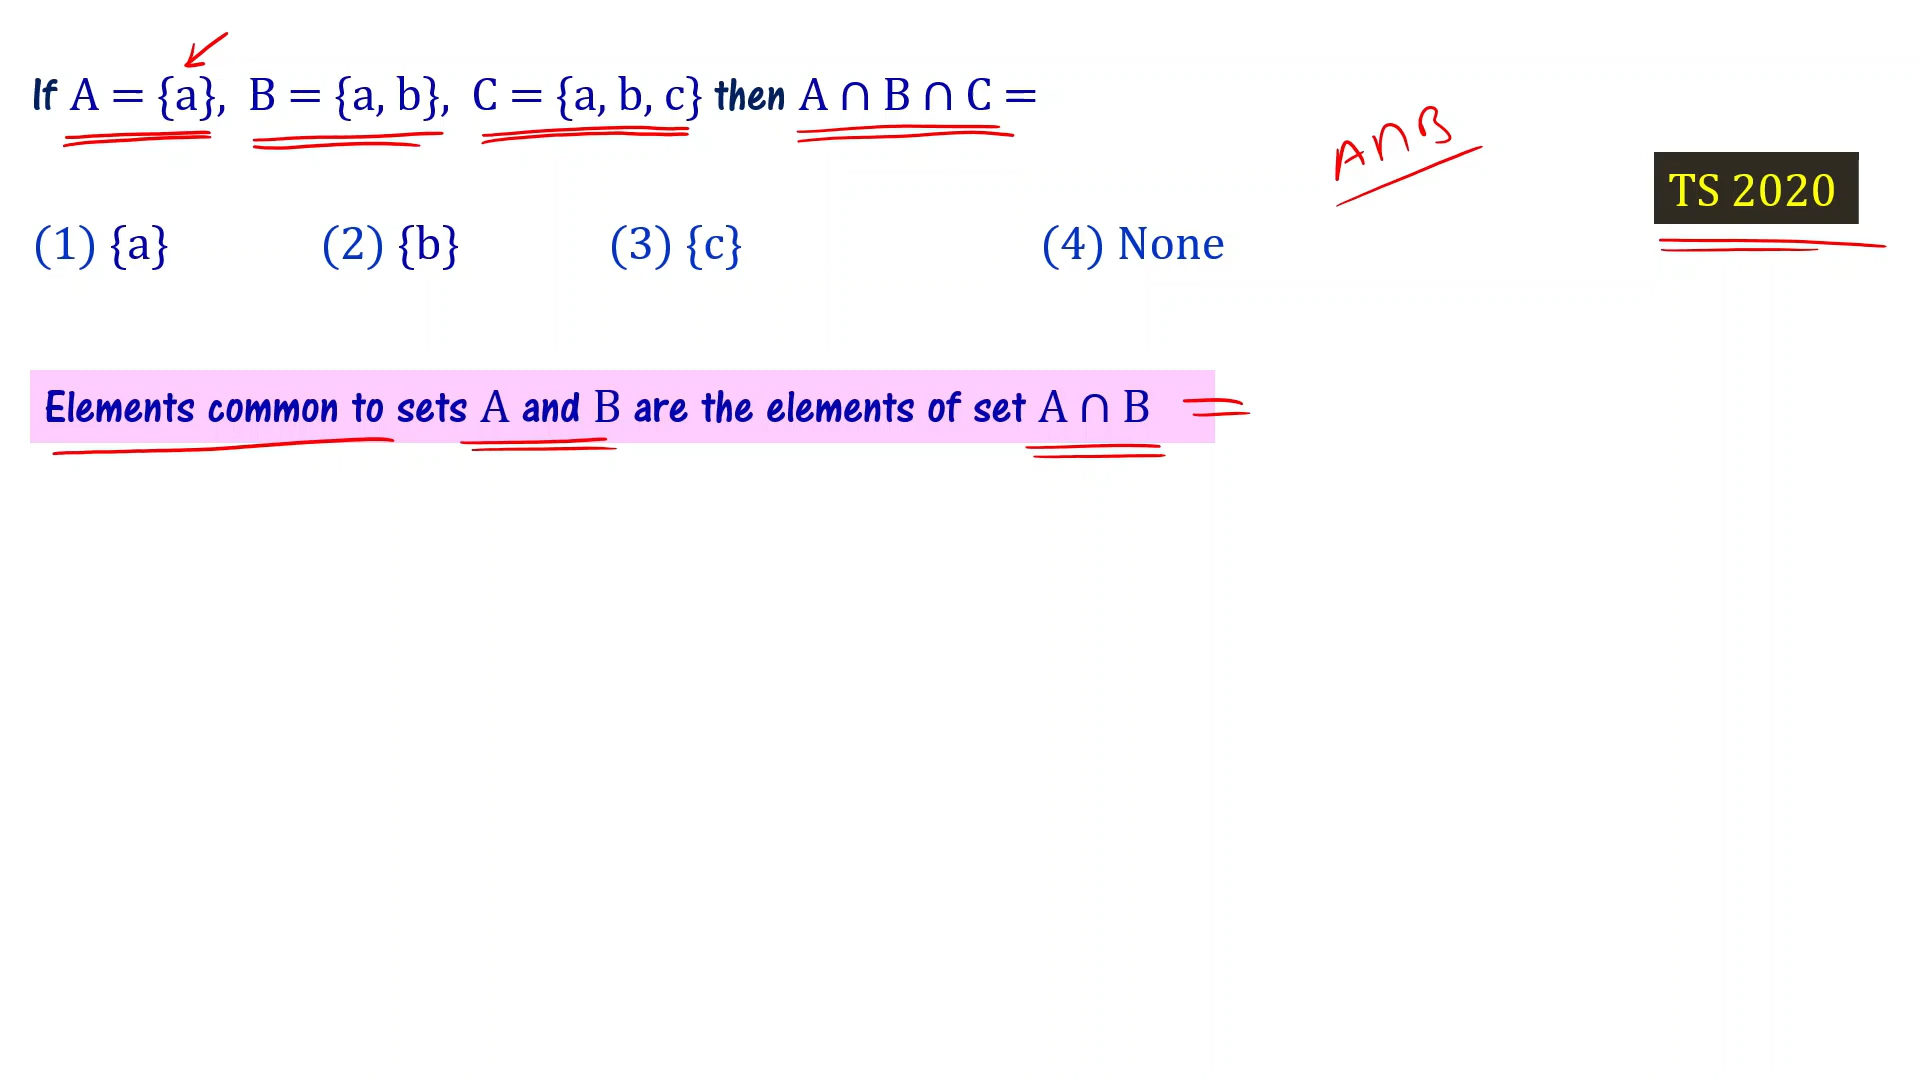 If A = {a}, B = {a, b}, C = {a, b, c} then A ∩ B ∩ C =
A∩B
TS 2020
(1) {a} (2) {b} (3) {c} (4) None
Elements common to sets A and B are the elements of set A ∩ B =